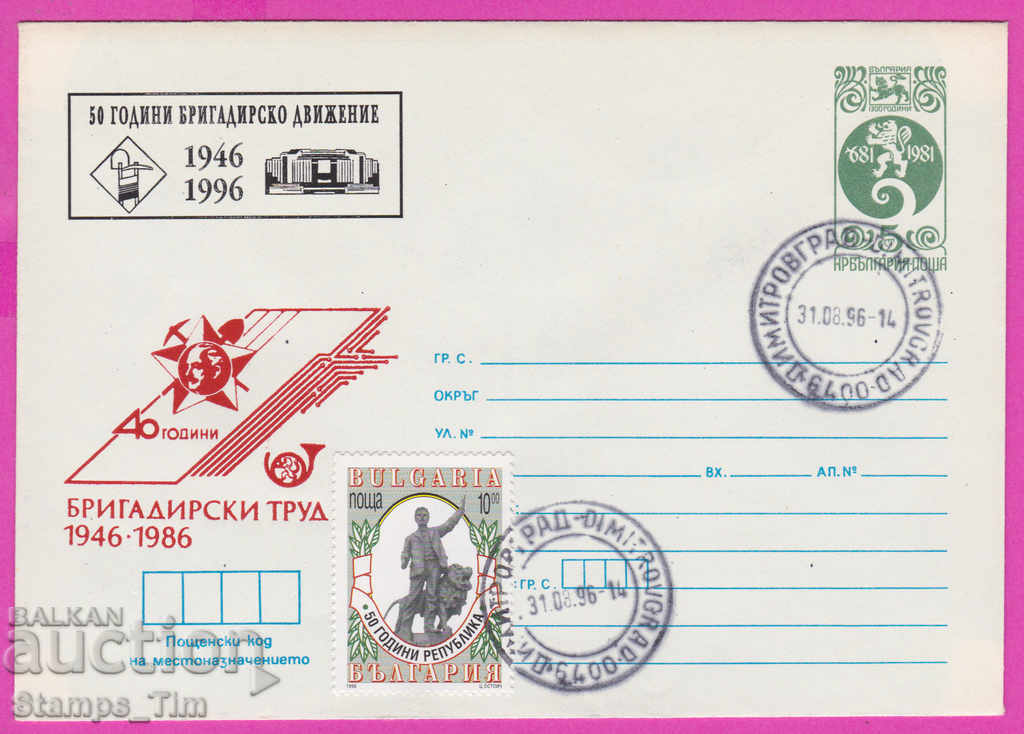 50 ГОДИНИ БРИГАДИРСКО ДВИЖЕНИЕ
1946
1996
БЪЛГАРИЯ
1300 ГОДИНИ
681 1981
5
НРБЪЛГАРИЯ·ПОЩА
ДИМИТРОВГРАД-DIMITROVGRAD
31.08.96-14
6400
40 ГОДИНИ
БРИГАДИРСКИ ТРУД
1946·1986
ГР. С.
ОКРЪГ
УЛ. №
ВХ. АП. №
ГР. С.
Пощенски код
на местоназначението
BULGARIA
поща 10 00
50 ГОДИНИ РЕПУБЛИКА
БЪЛГАРИЯ
1996
ДИМИТРОВГРАД-DIMITROVGRAD
31.08.96-14
6400
BALKAN
auction
Stamps_Tim